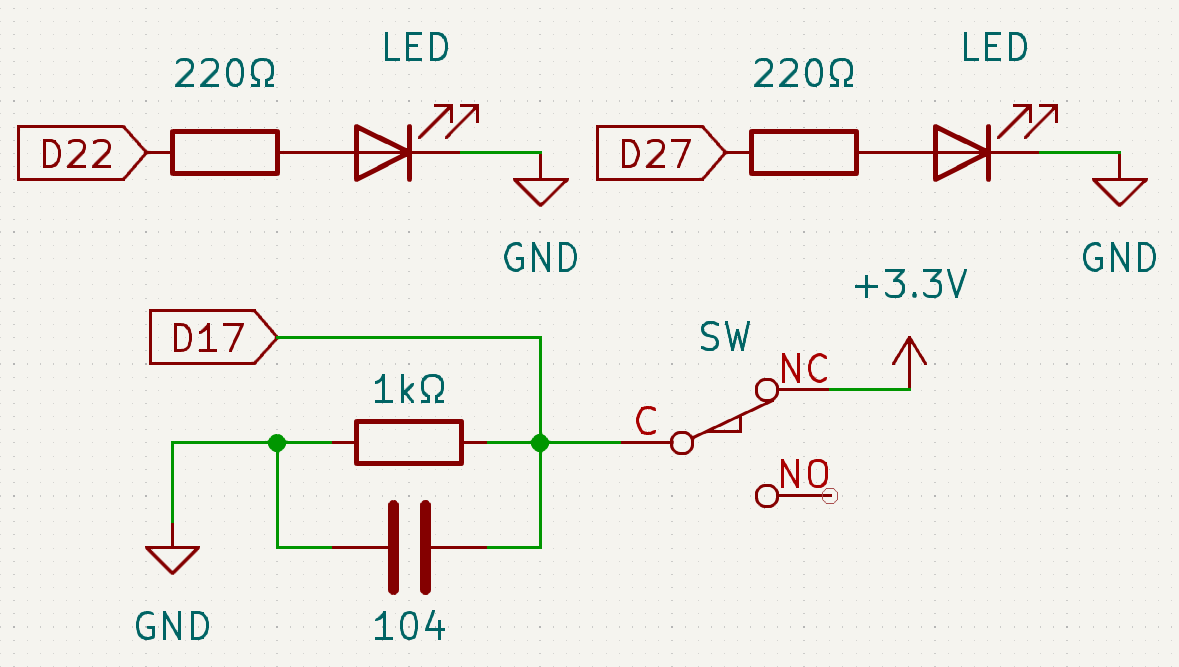 LED
220Ω
D22
GND
LED
220Ω
D27
GND
+3.3V
SW
NC
C
NO
D17
1kΩ
104
GND